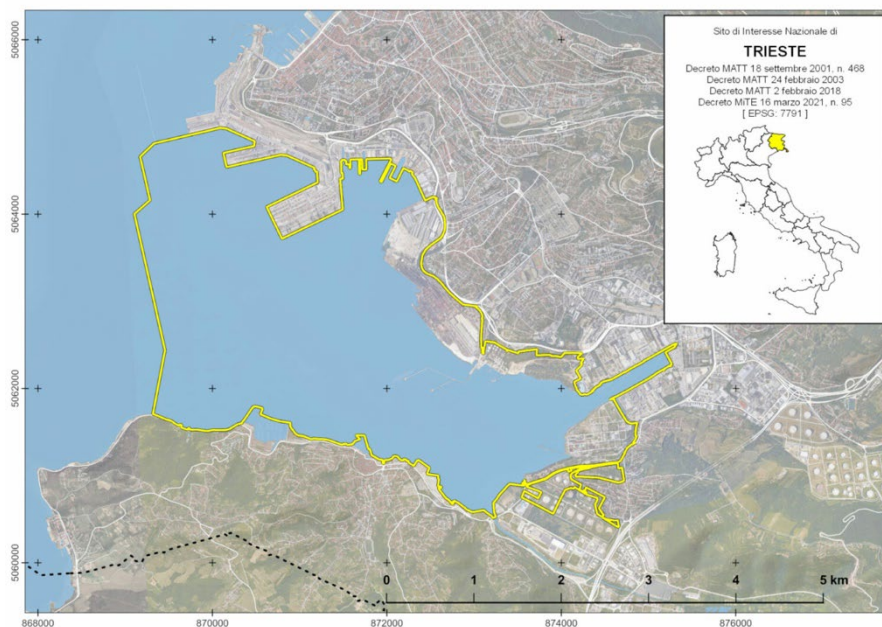 5066000
5064000
5062000
5060000
Sito di Interesse Nazionale di
TRIESTE
Decreto MATT 18 settembre 2001, n. 468
Decreto MATT 24 febbraio 2003
Decreto MATT 2 febbraio 2018
Decreto MiTE 16 marzo 2021, n. 95
[ EPSG: 7791 ]
0 1 2 3 4 5 km
868000 870000 872000 874000 876000